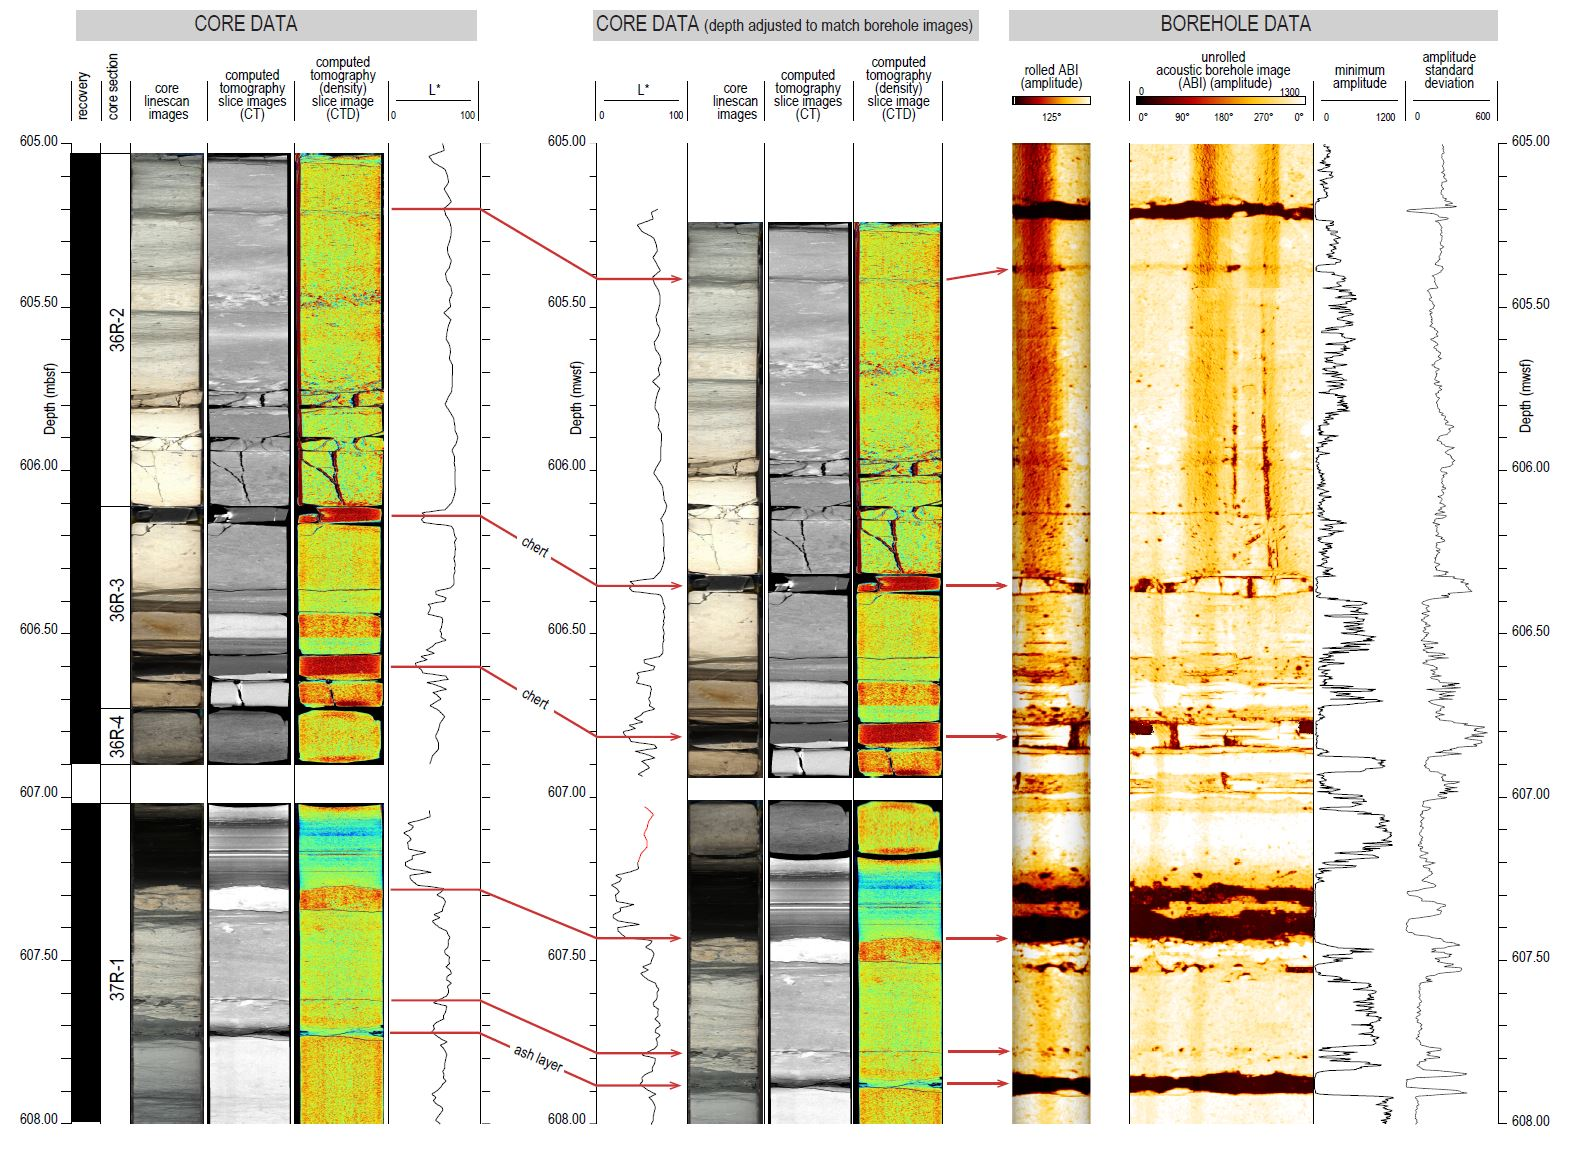 CORE DATA
CORE DATA (depth adjusted to match borehole images)
BOREHOLE DATA
recovery
core section
core
linescan
images
computed
tomography
slice images
(CT)
computed
tomography
(density)
slice image
(CTD)
L*
0 100
L*
0 100
core
linescan
images
computed
tomography
slice images
(CT)
computed
tomography
(density)
slice image
(CTD)
rolled ABI
(amplitude)
125°
unrolled
acoustic borehole image
(ABI) (amplitude)
0 1300
0° 90° 180° 270° 0°
minimum
amplitude
0 1200
amplitude
standard
deviation
0 600
605.00
605.50
606.00
606.50
607.00
607.50
608.00
Depth (mbsf)
36R-2
36R-3
36R-4
37R-1
chert
chert
ash layer
605.00
605.50
606.00
606.50
607.00
607.50
608.00
Depth (mwsf)
605.00
605.50
606.00
606.50
607.00
607.50
608.00
Depth (mwsf)